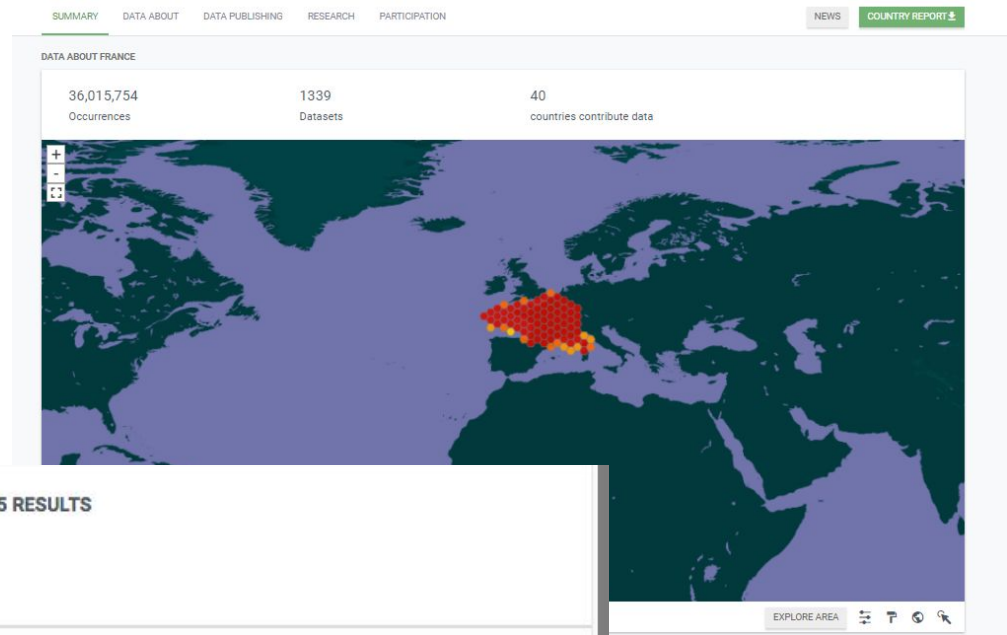 SUMMARY DATA ABOUT DATA PUBLISHING RESEARCH PARTICIPATION NEWS COUNTRY REPORT
DATA ABOUT FRANCE
36,015,754 1339 40
Occurrences Datasets countries contribute data
+
-
5 RESULTS
EXPLORE AREA